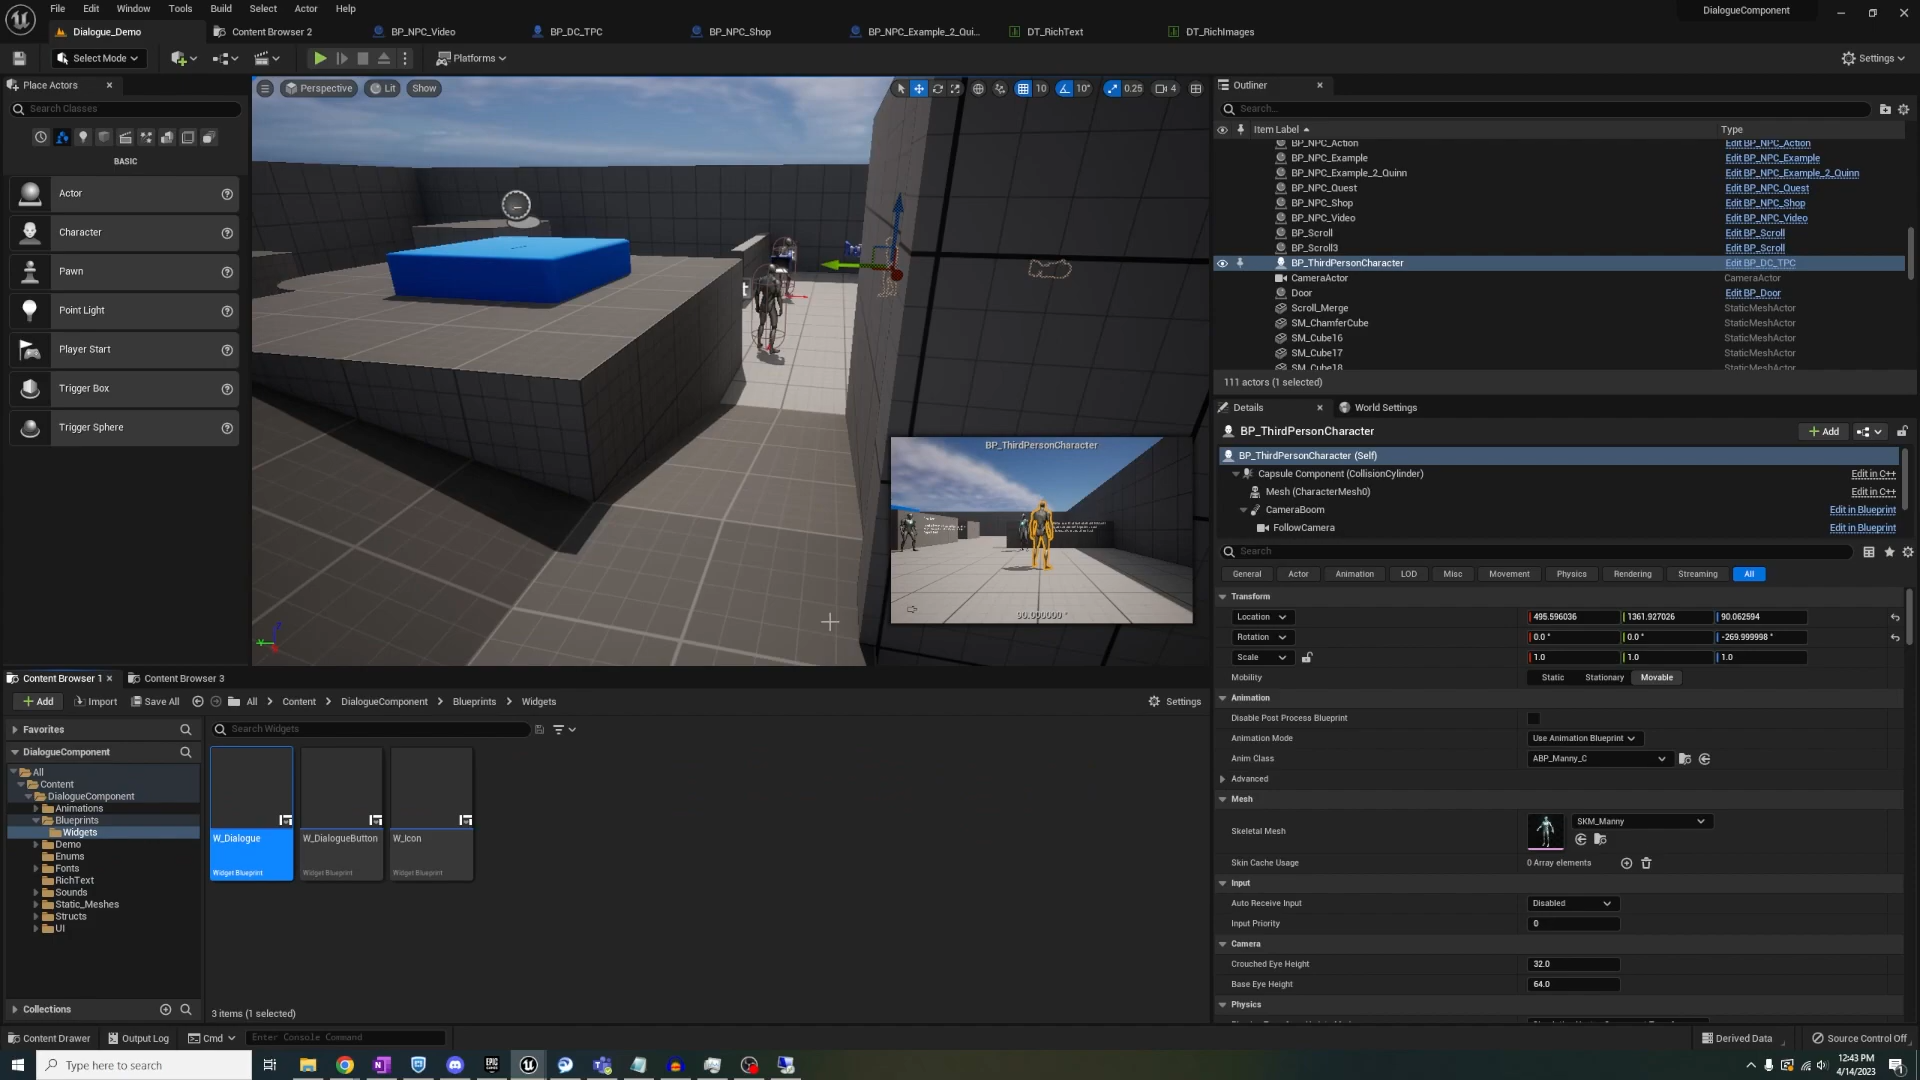 File Edit Window Tools Build Select Actor Help
DialogueComponent
Dialogue_Demo
Content Browser 2
BP_NPC_Video
BP_DC_TPC
BP_NPC_Shop
BP_NPC_Example_2_Qui...
DT_RichText
DT_RichImages
Select Mode
Platforms
Settings
Place Actors
Search Classes
BASIC
Actor
Character
Pawn
Point Light
Player Start
Trigger Box
Trigger Sphere
Perspective
Lit
Show
10
10°
0.25
4
BP_ThirdPersonCharacter
90.000000 °
Outliner
Search...
Item Label
Type
BP_NPC_Action Edit BP_NPC_Action
BP_NPC_Example Edit BP_NPC_Example
BP_NPC_Example_2_Quinn Edit BP_NPC_Example_2_Quinn
BP_NPC_Quest Edit BP_NPC_Quest
BP_NPC_Shop Edit BP_NPC_Shop
BP_NPC_Video Edit BP_NPC_Video
BP_Scroll Edit BP_Scroll
BP_Scroll3 Edit BP_Scroll
BP_ThirdPersonCharacter Edit BP_DC_TPC
CameraActor CameraActor
Door Edit BP_Door
Scroll_Merge StaticMeshActor
SM_ChamferCube StaticMeshActor
SM_Cube16 StaticMeshActor
SM_Cube17 StaticMeshActor
SM_Cube18 StaticMeshActor
111 actors (1 selected)
Details
World Settings
BP_ThirdPersonCharacter
Add
BP_ThirdPersonCharacter (Self)
Capsule Component (CollisionCylinder) Edit in C++
Mesh (CharacterMesh0) Edit in C++
CameraBoom Edit in Blueprint
FollowCamera Edit in Blueprint
Search
General Actor Animation LOD Misc Movement Physics Rendering Streaming All
Transform
Location 495.596036 1361.927026 90.062594
Rotation 0.0 ° 0.0 ° -269.999998 °
Scale 1.0 1.0 1.0
Mobility Static Stationary Movable
Animation
Disable Post Process Blueprint
Animation Mode Use Animation Blueprint
Anim Class ABP_Manny_C
Advanced
Mesh
Skeletal Mesh SKM_Manny
Skin Cache Usage 0 Array elements
Input
Auto Receive Input Disabled
Input Priority 0
Camera
Crouched Eye Height 32.0
Base Eye Height 64.0
Physics
Content Browser 1
Content Browser 3
Add
Import
Save All
All Content DialogueComponent Blueprints Widgets
Settings
Favorites
Search Widgets
DialogueComponent
All
Content
DialogueComponent
Animations
Blueprints
Widgets
Demo
Enums
Fonts
RichText
Sounds
Static_Meshes
Structs
UI
W_Dialogue
Widget Blueprint
W_DialogueButton
Widget Blueprint
W_Icon
Widget Blueprint
Collections
3 items (1 selected)
Content Drawer
Output Log
Cmd
Enter Console Command
Derived Data
Source Control Off
Type here to search
EPIC
12:43 PM
4/14/2023